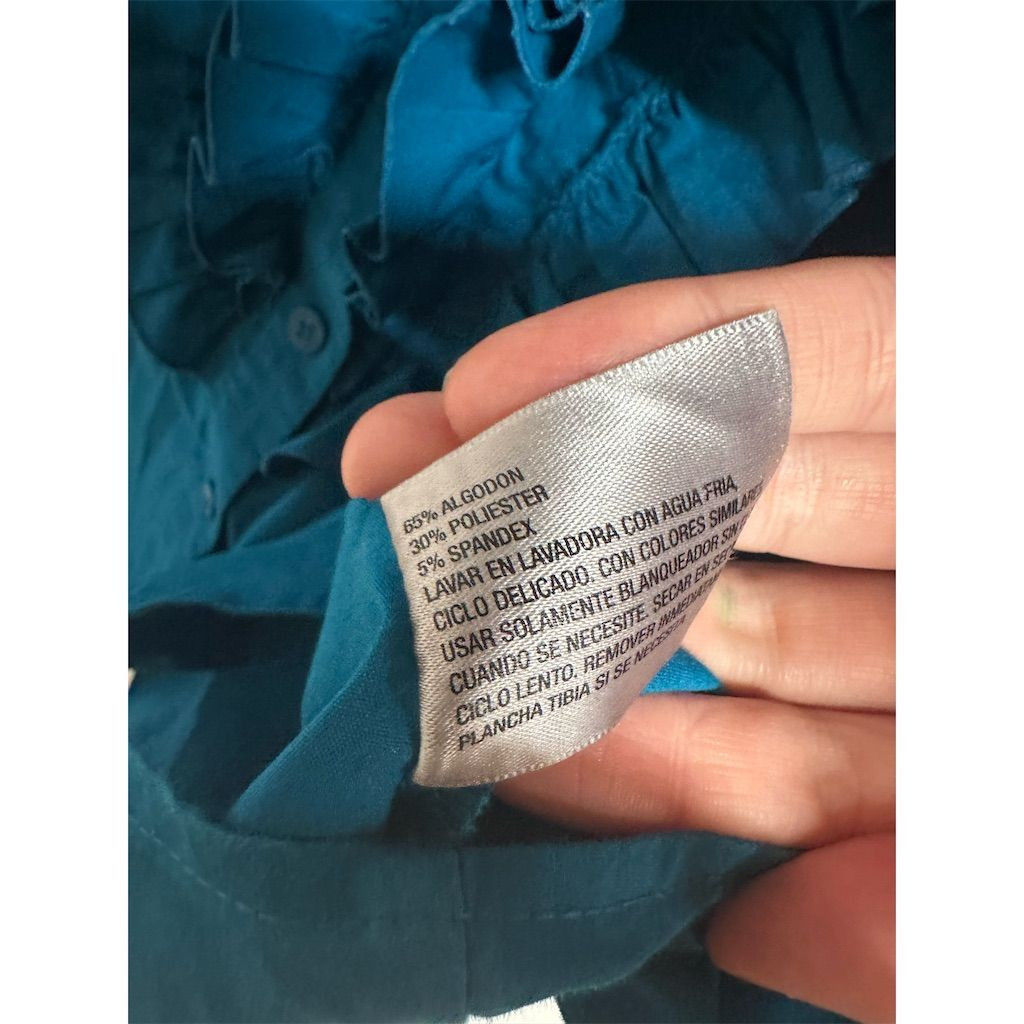 65% ALGODON
30% POLIESTER
5% SPANDEX
LAVAR EN LAVADORA CON AGUA FRIA,
CICLO DELICADO. CON COLORES
USAR SOLAMENTE BLANQUEADOR SIN
CUANDO SE NECESITE. SECAR EN
CICLO LENTO. REMOVER
PLANCHA TIBIA SI SE